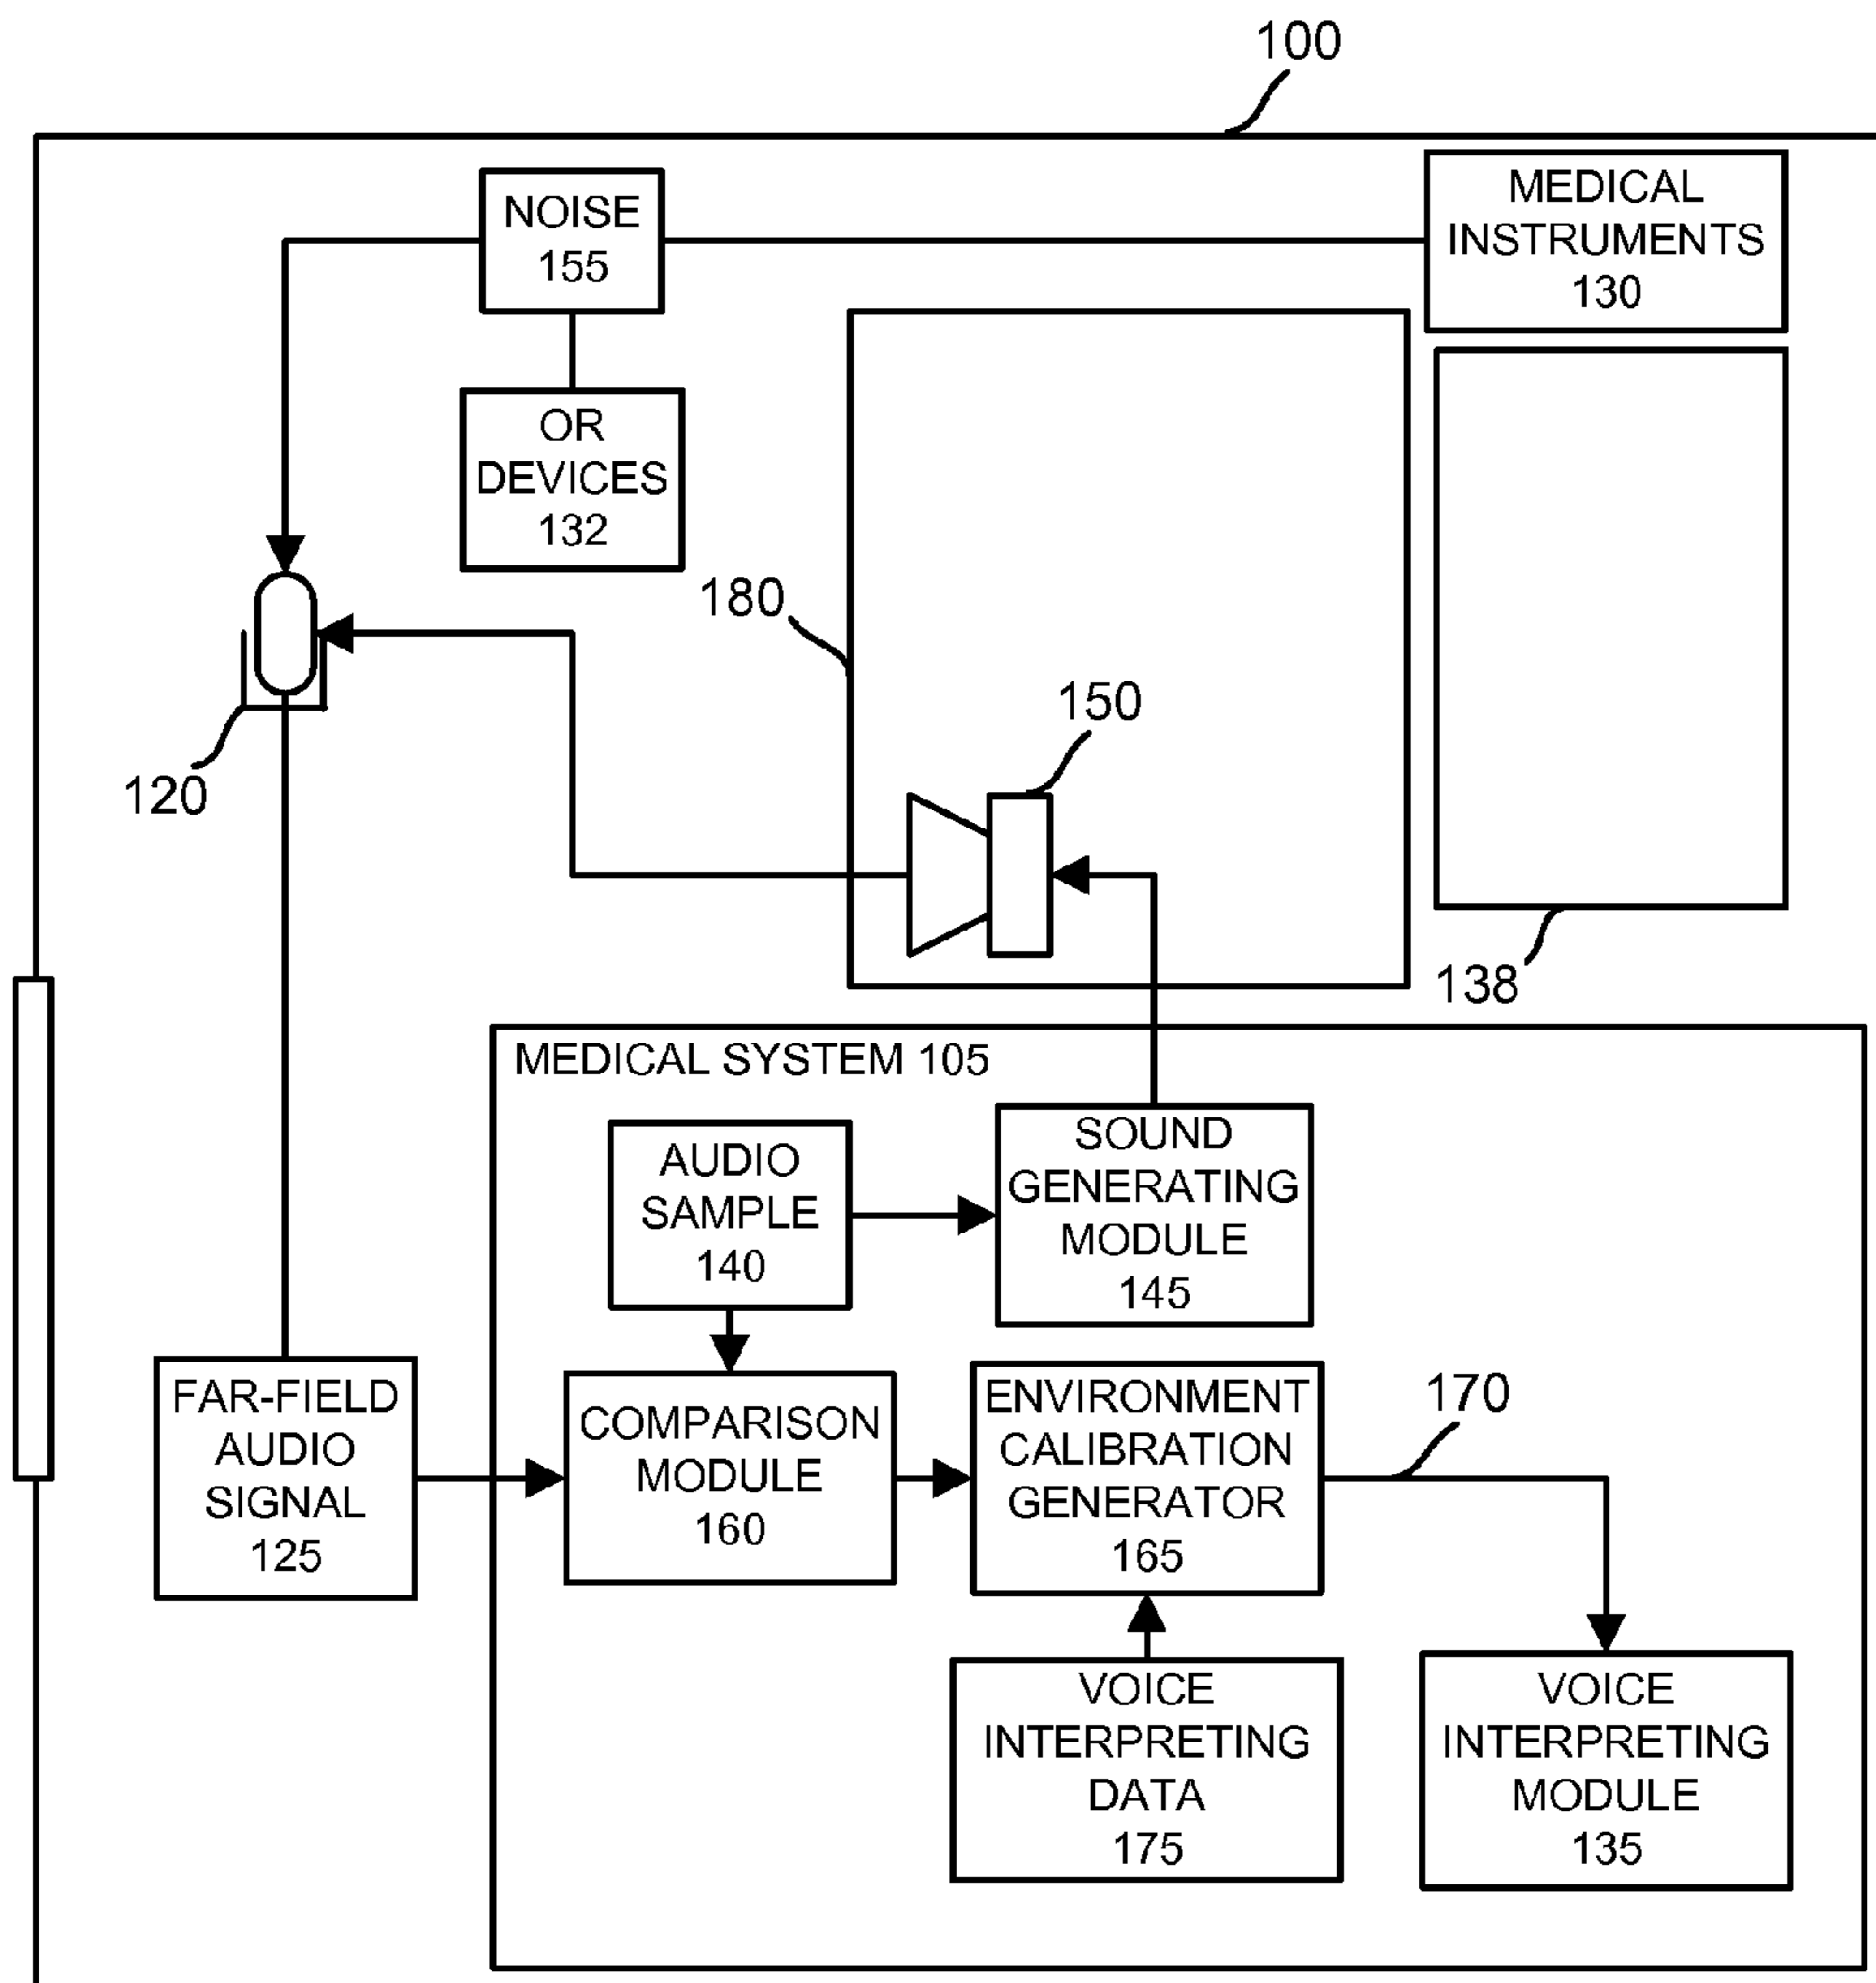 100
NOISE
155
MEDICAL
INSTRUMENTS
130
OR
DEVICES
132
180
150
120
138
MEDICAL SYSTEM 105
AUDIO
SAMPLE
140
SOUND
GENERATING
MODULE
145
FAR-FIELD
AUDIO
SIGNAL
125
COMPARISON
MODULE
160
ENVIRONMENT
CALIBRATION
GENERATOR
165
170
VOICE
INTERPRETING
DATA
175
VOICE
INTERPRETING
MODULE
135